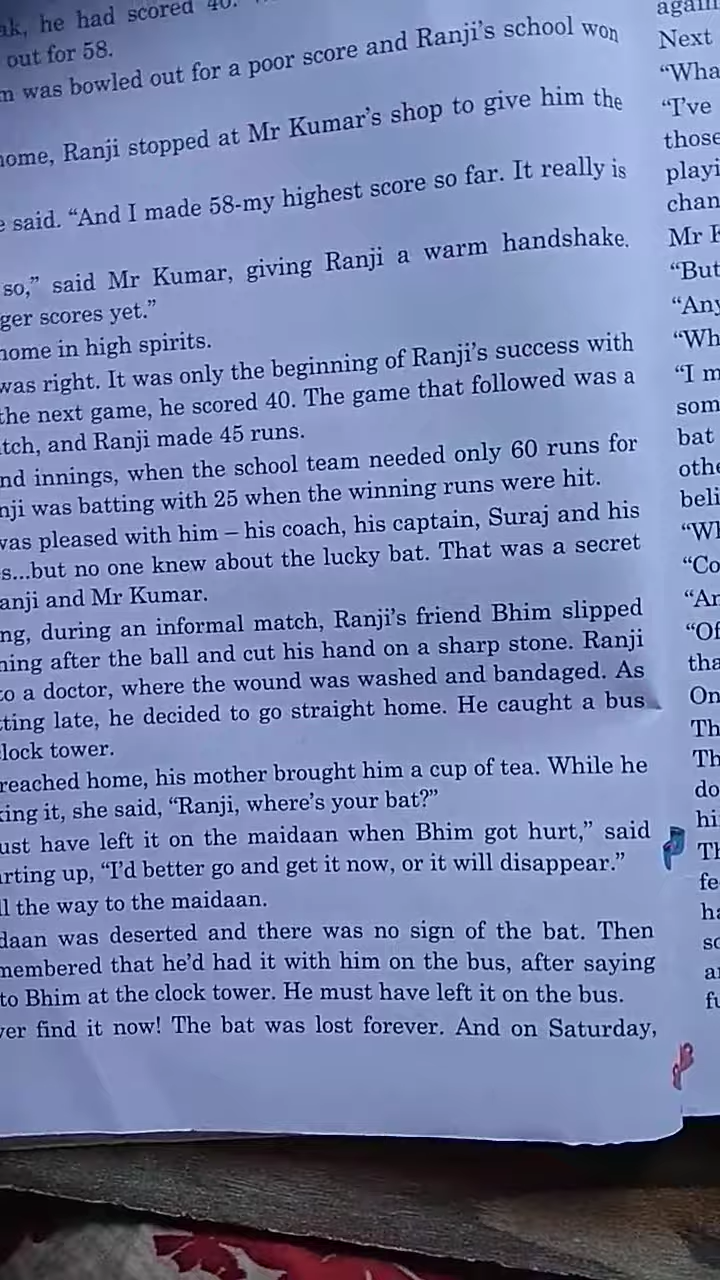 he had scored 40.
out for 58.
was bowled out for a poor score and Ranji's school won
home, Ranji stopped at Mr Kumar's shop to give him the
said. "And I made 58-my highest score so far. It really is
so," said Mr Kumar, giving Ranji a warm handshake.
ger scores yet."
home in high spirits.
was right. It was only the beginning of Ranji's success with
the next game, he scored 40. The game that followed was a
tch, and Ranji made 45 runs.
nd innings, when the school team needed only 60 runs for
nji was batting with 25 when the winning runs were hit.
was pleased with him – his coach, his captain, Suraj and his
s...but no one knew about the lucky bat. That was a secret
anji and Mr Kumar.
ng, during an informal match, Ranji's friend Bhim slipped
ning after the ball and cut his hand on a sharp stone. Ranji
to a doctor, where the wound was washed and bandaged. As
tting late, he decided to go straight home. He caught a bus
lock tower.
reached home, his mother brought him a cup of tea. While he
king it, she said, "Ranji, where's your bat?"
ust have left it on the maidaan when Bhim got hurt," said
rting up, "I'd better go and get it now, or it will disappear."
ll the way to the maidaan.
daan was deserted and there was no sign of the bat. Then
membered that he'd had it with him on the bus, after saying
to Bhim at the clock tower. He must have left it on the bus.
ver find it now! The bat was lost forever. And on Saturday,
again
Next
"Wha
"I've
those
playi
chan
Mr
"But
"Any
"Wh
"I m
som
bat
othe
beli
"Wh
"Co
"An
"Of
tha
On
Th
Th
do
hi
Th
fe
ha
so
a
fu